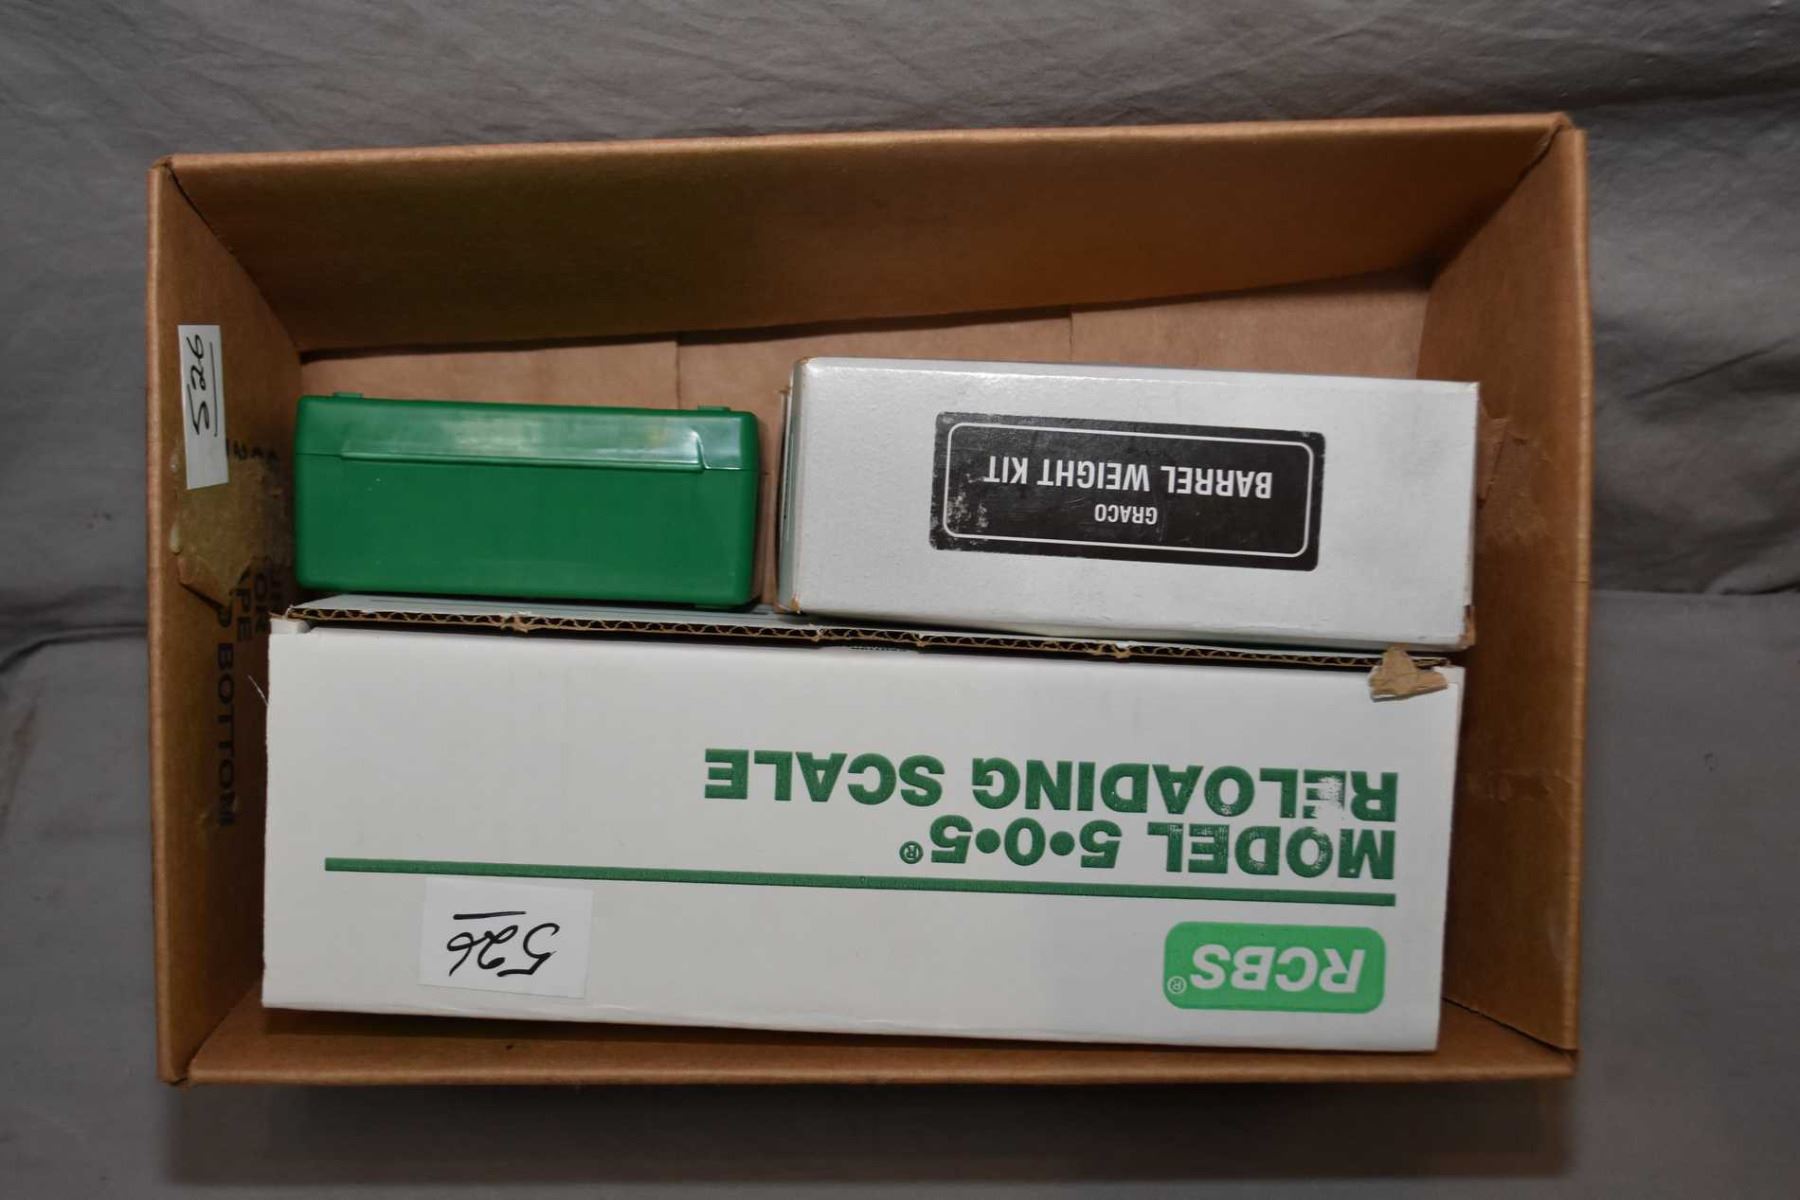 526
BOTTOM
GRACO
BARREL WEIGHT KIT
RCBS®
MODEL 5•0•5®
RELOADING SCALE
526